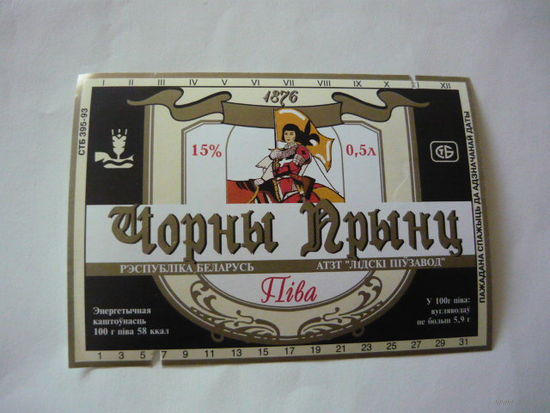 I II III IV V VI VII VIII IX X XI XII
1876
СТБ 395-93
15% 0,5л
СТБ
Чорны Прынц
РЭСПУБЛІКА БЕЛАРУСЬ
АТЗТ "ЛІДСКІ ПІЎЗАВОД"
Піва
Энергетычная
каштоўнасць
100 г піва 58 ккал
У 100г піва:
вугляводаў
не больш 5,9 г
ПАЖАДАНА СПАЖЫЦЬ ДА АДЗНАЧАНАЙ ДАТЫ
1 3 5 7 9 11 13 15 17 19 21 23 25 27 29 31